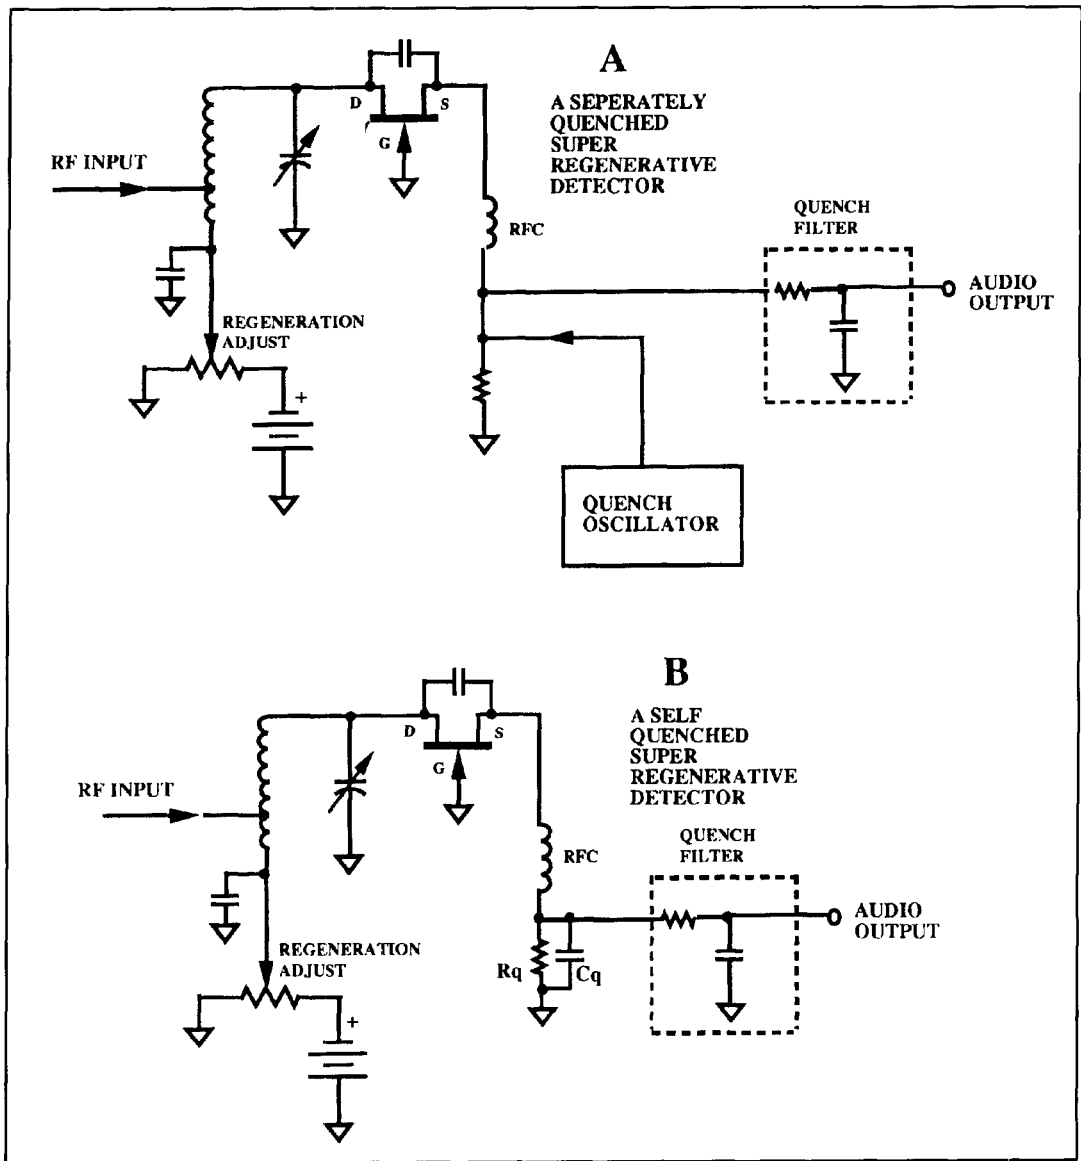 A
A SEPERATELY
QUENCHED
SUPER
REGENERATIVE
DETECTOR
D
S
G
RF INPUT
RFC
QUENCH
FILTER
AUDIO
OUTPUT
REGENERATION
ADJUST
+
QUENCH
OSCILLATOR
B
A SELF
QUENCHED
SUPER
REGENERATIVE
DETECTOR
D
S
G
RF INPUT
RFC
QUENCH
FILTER
AUDIO
OUTPUT
Rq
Cq
REGENERATION
ADJUST
+